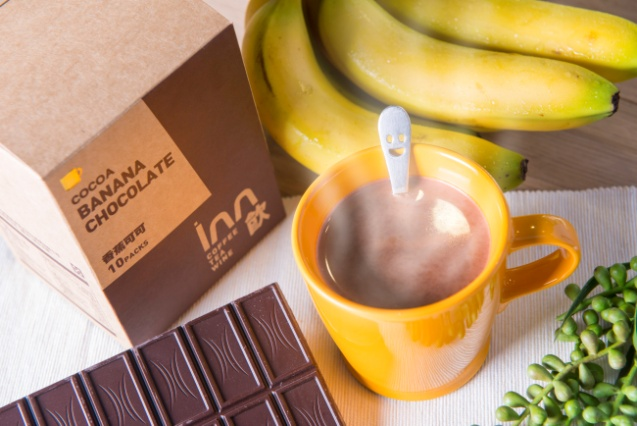 COCOA
BANANA
CHOCOLATE
香蕉可可
10PACKS
inn飲
COFFEE
TEA
WINE